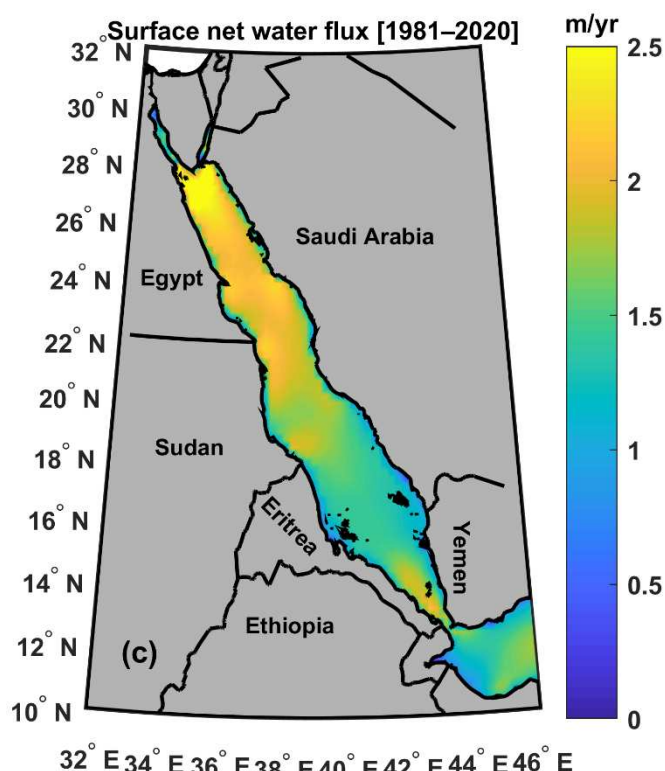 Surface net water flux [1981–2020]
m/yr
32° N
30° N
28° N
26° N
24° N
22° N
20° N
18° N
16° N
14° N
12° N
10° N
Saudi Arabia
Egypt
Sudan
Eritrea
Yemen
Ethiopia
(c)
32° E 34° E 36° E 38° E 40° E 42° E 44° E 46° E
2.5
2
1.5
1
0.5
0